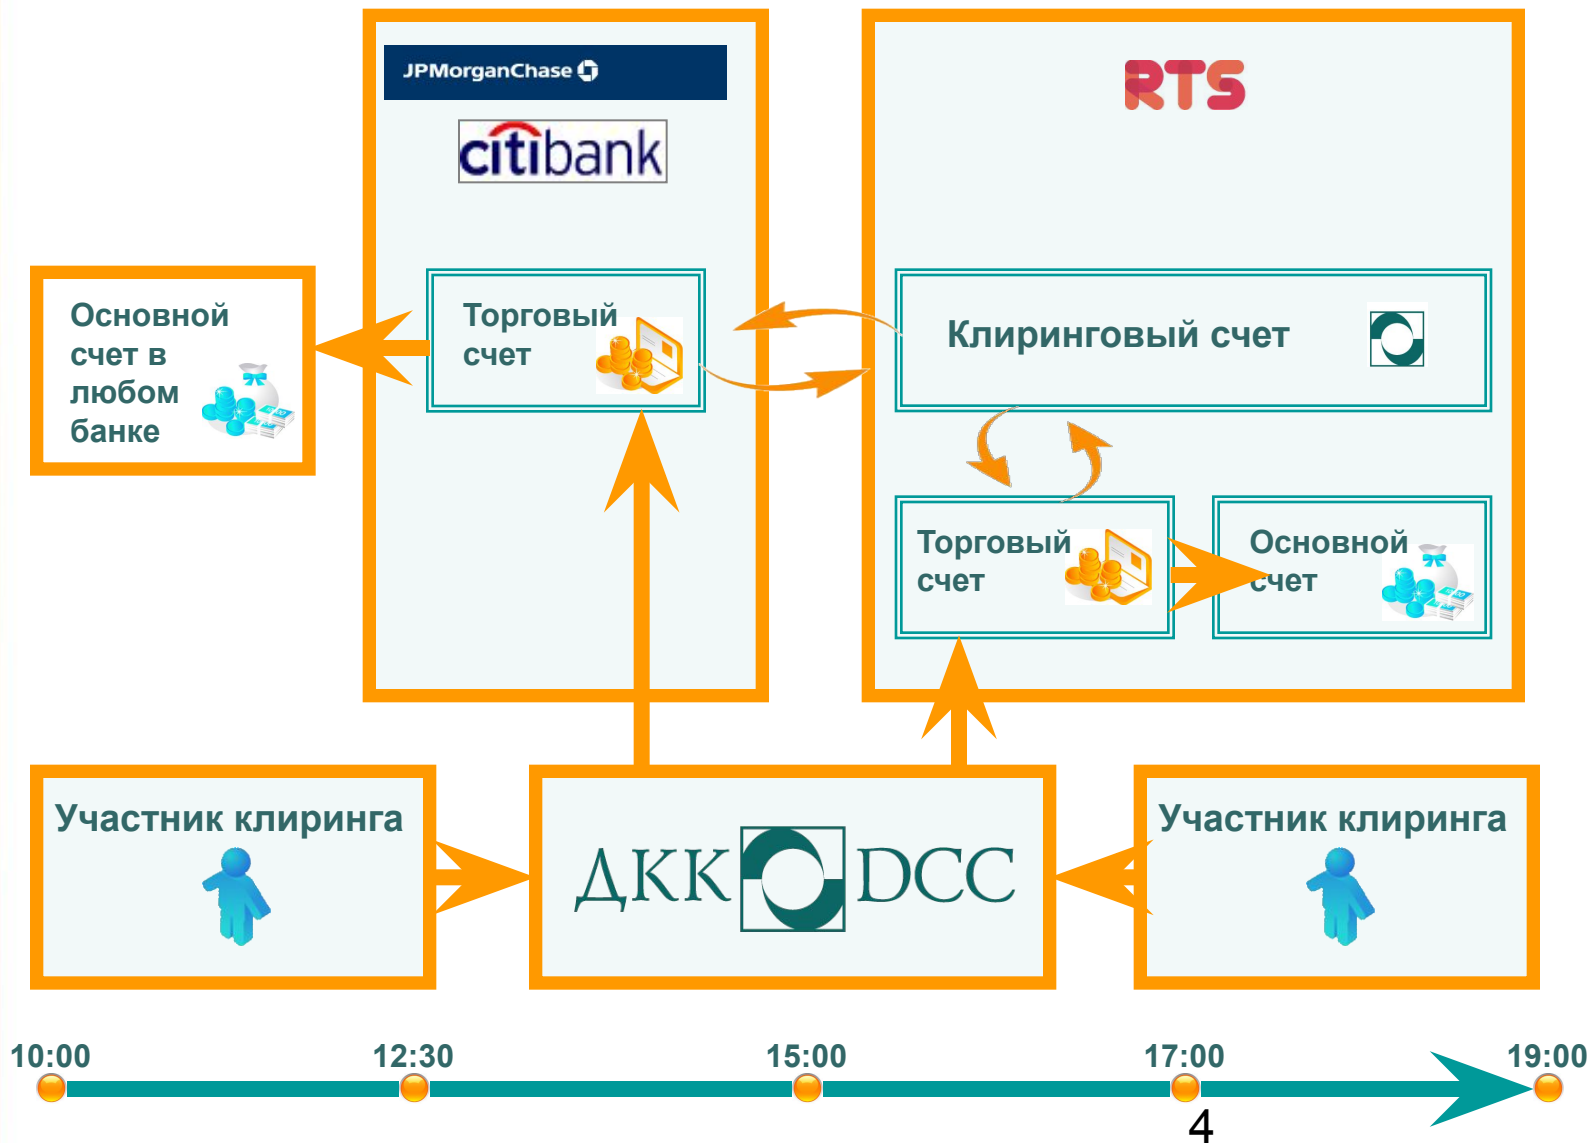 JPMorganChase
citibank
RTS
Основной
счет в
любом
банке
Торговый
счет
Клиринговый счет
Торговый
счет
Основной
счет
Участник клиринга
ДКК DCC
Участник клиринга
10:00
12:30
15:00
17:00
19:00
4